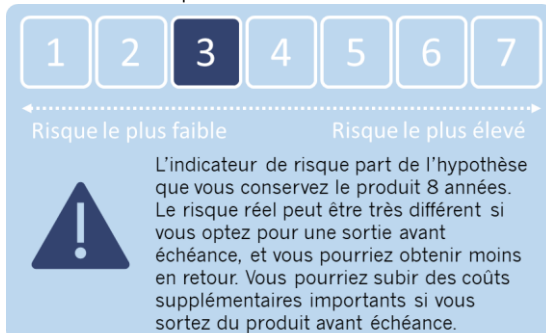 1 2 3 4 5 6 7
Risque le plus faible Risque le plus élevé
L'indicateur de risque part de l'hypothèse
que vous conservez le produit 8 années.
Le risque réel peut être très différent si
vous optez pour une sortie avant
échéance, et vous pourriez obtenir moins
en retour. Vous pourriez subir des coûts
supplémentaires importants si vous
sortez du produit avant échéance.